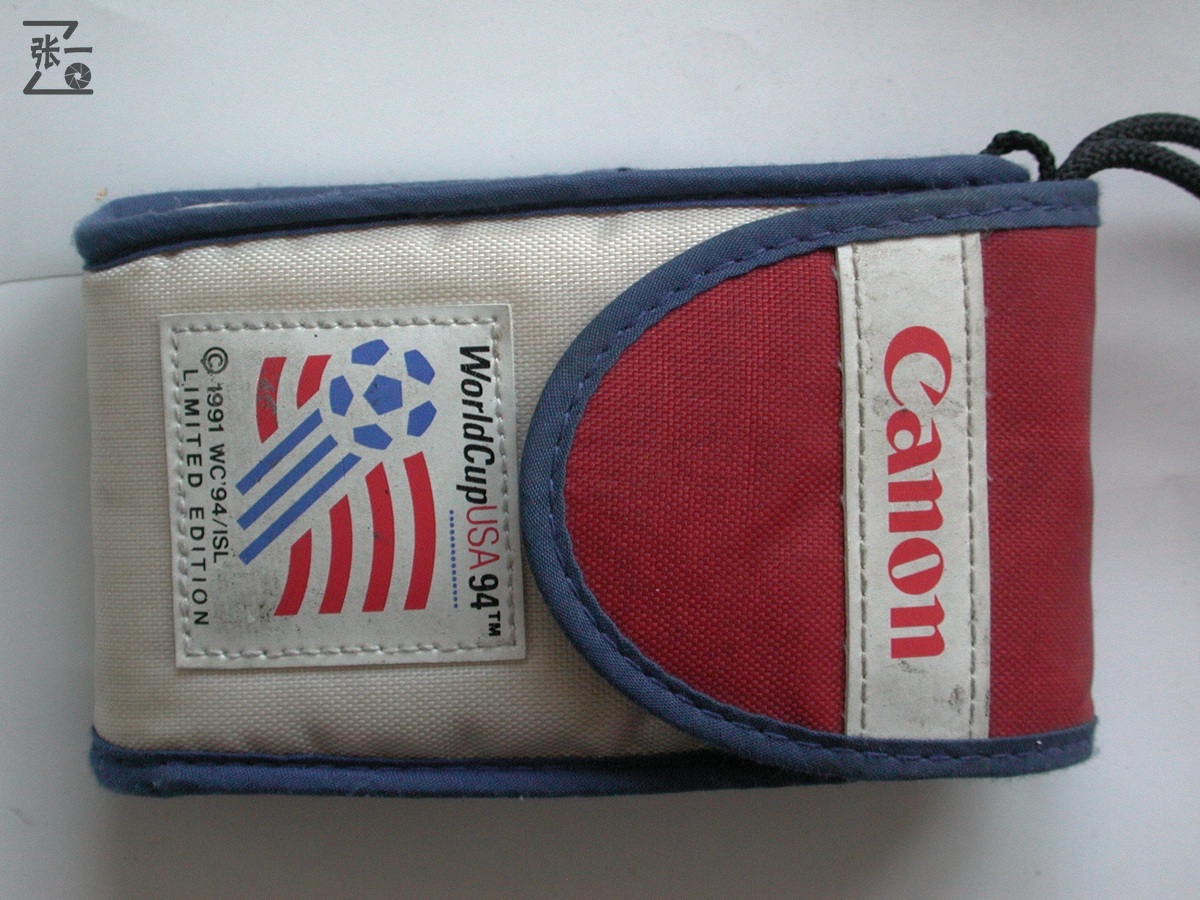 张一
Canon
WorldCupUSA94™
© 1991 WC'94/ISL
LIMITED EDITION